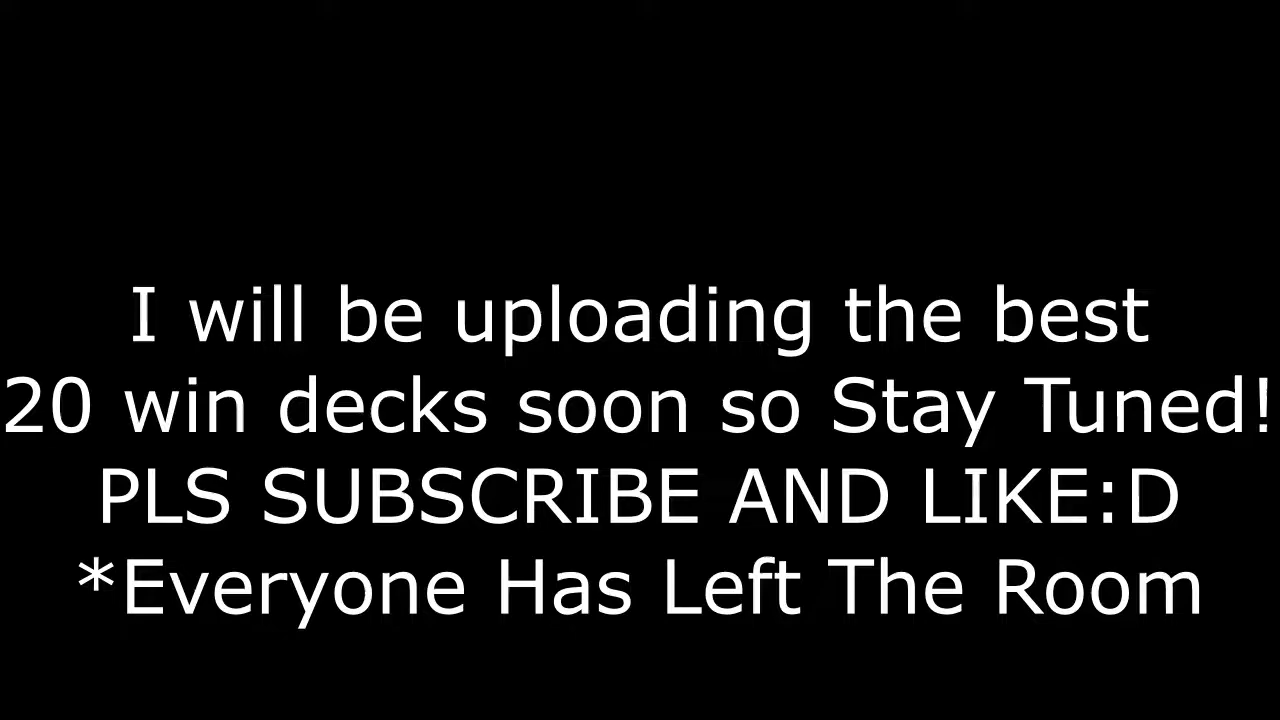 I will be uploading the best
20 win decks soon so Stay Tuned!
PLS SUBSCRIBE AND LIKE:D
*Everyone Has Left The Room